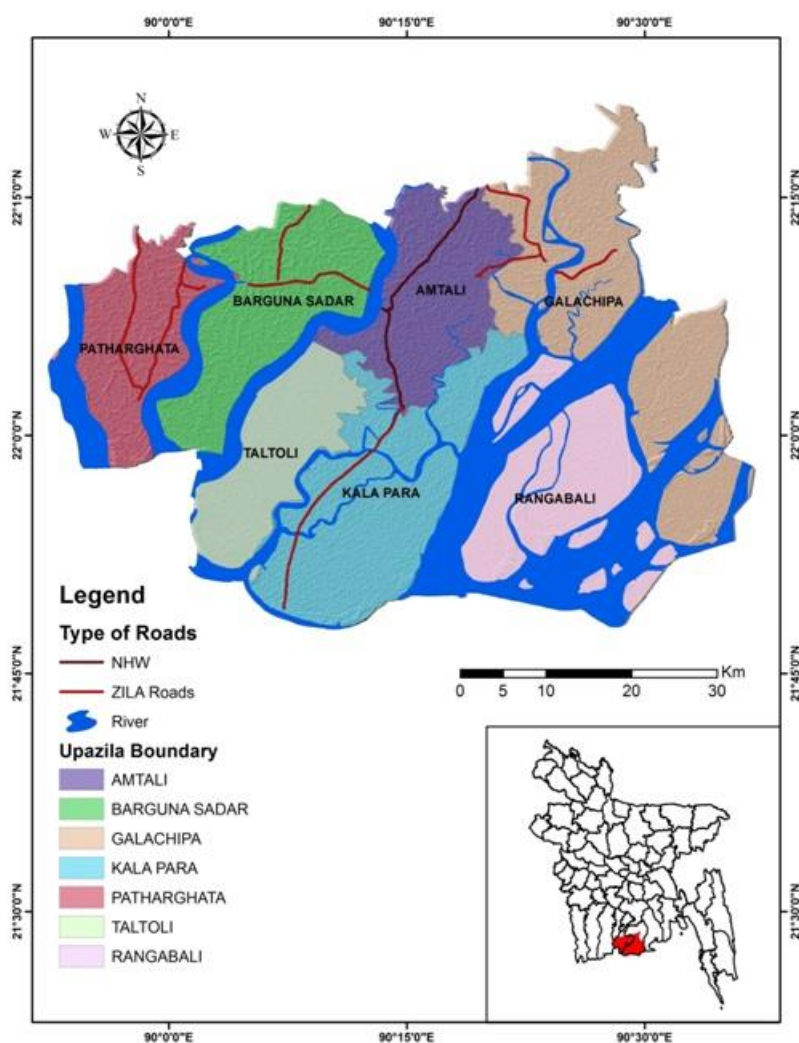 90°0'0"E 90°15'0"E 90°30'0"E
N
W E
S
22°15'0"N 22°15'0"N
BARGUNA SADAR AMTALI GALACHIPA
PATHARGHATA
22°0'0"N 22°0'0"N
TALTOLI
KALA PARA RANGABALI
Legend
Type of Roads
NHW
ZILA Roads
River
Km
0 5 10 20 30
21°45'0"N 21°45'0"N
Upazila Boundary
AMTALI
BARGUNA SADAR
GALACHIPA
KALA PARA
PATHARGHATA
TALTOLI
RANGABALI
21°30'0"N 21°30'0"N
90°0'0"E 90°15'0"E 90°30'0"E